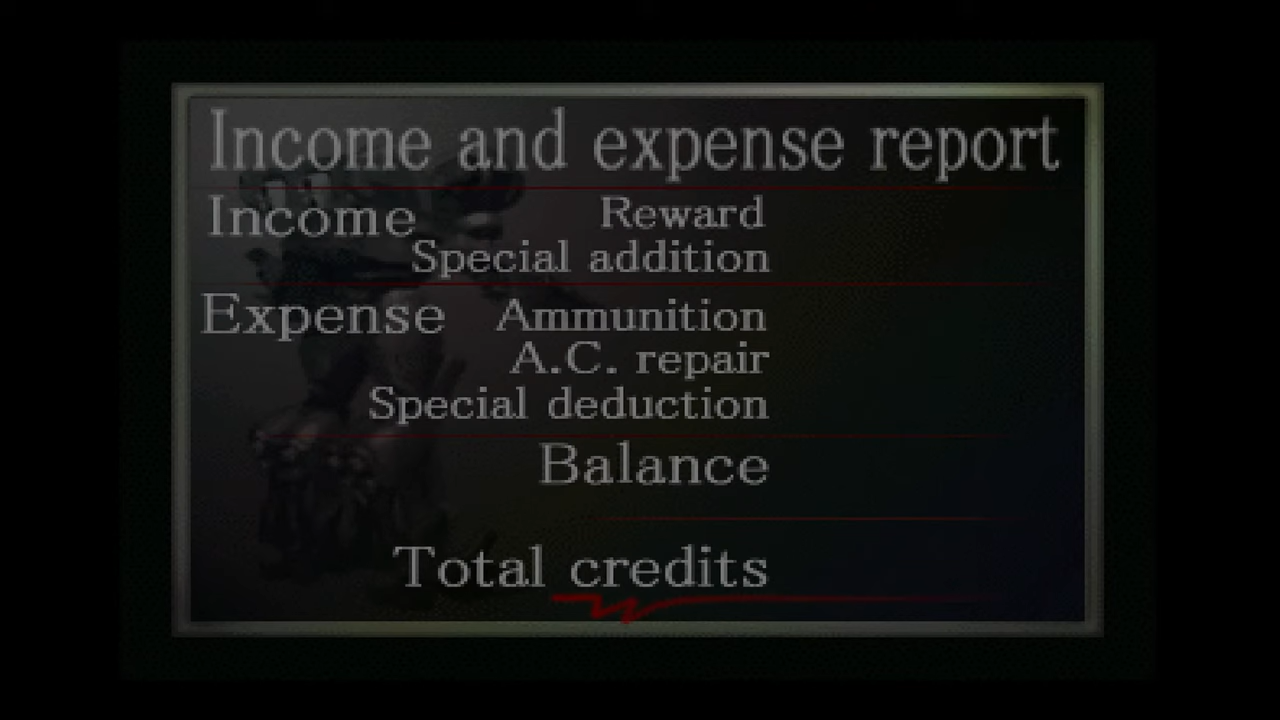 Income and expense report
Income Reward
Special addition
Expense Ammunition
A.C. repair
Special deduction
Balance
Total credits